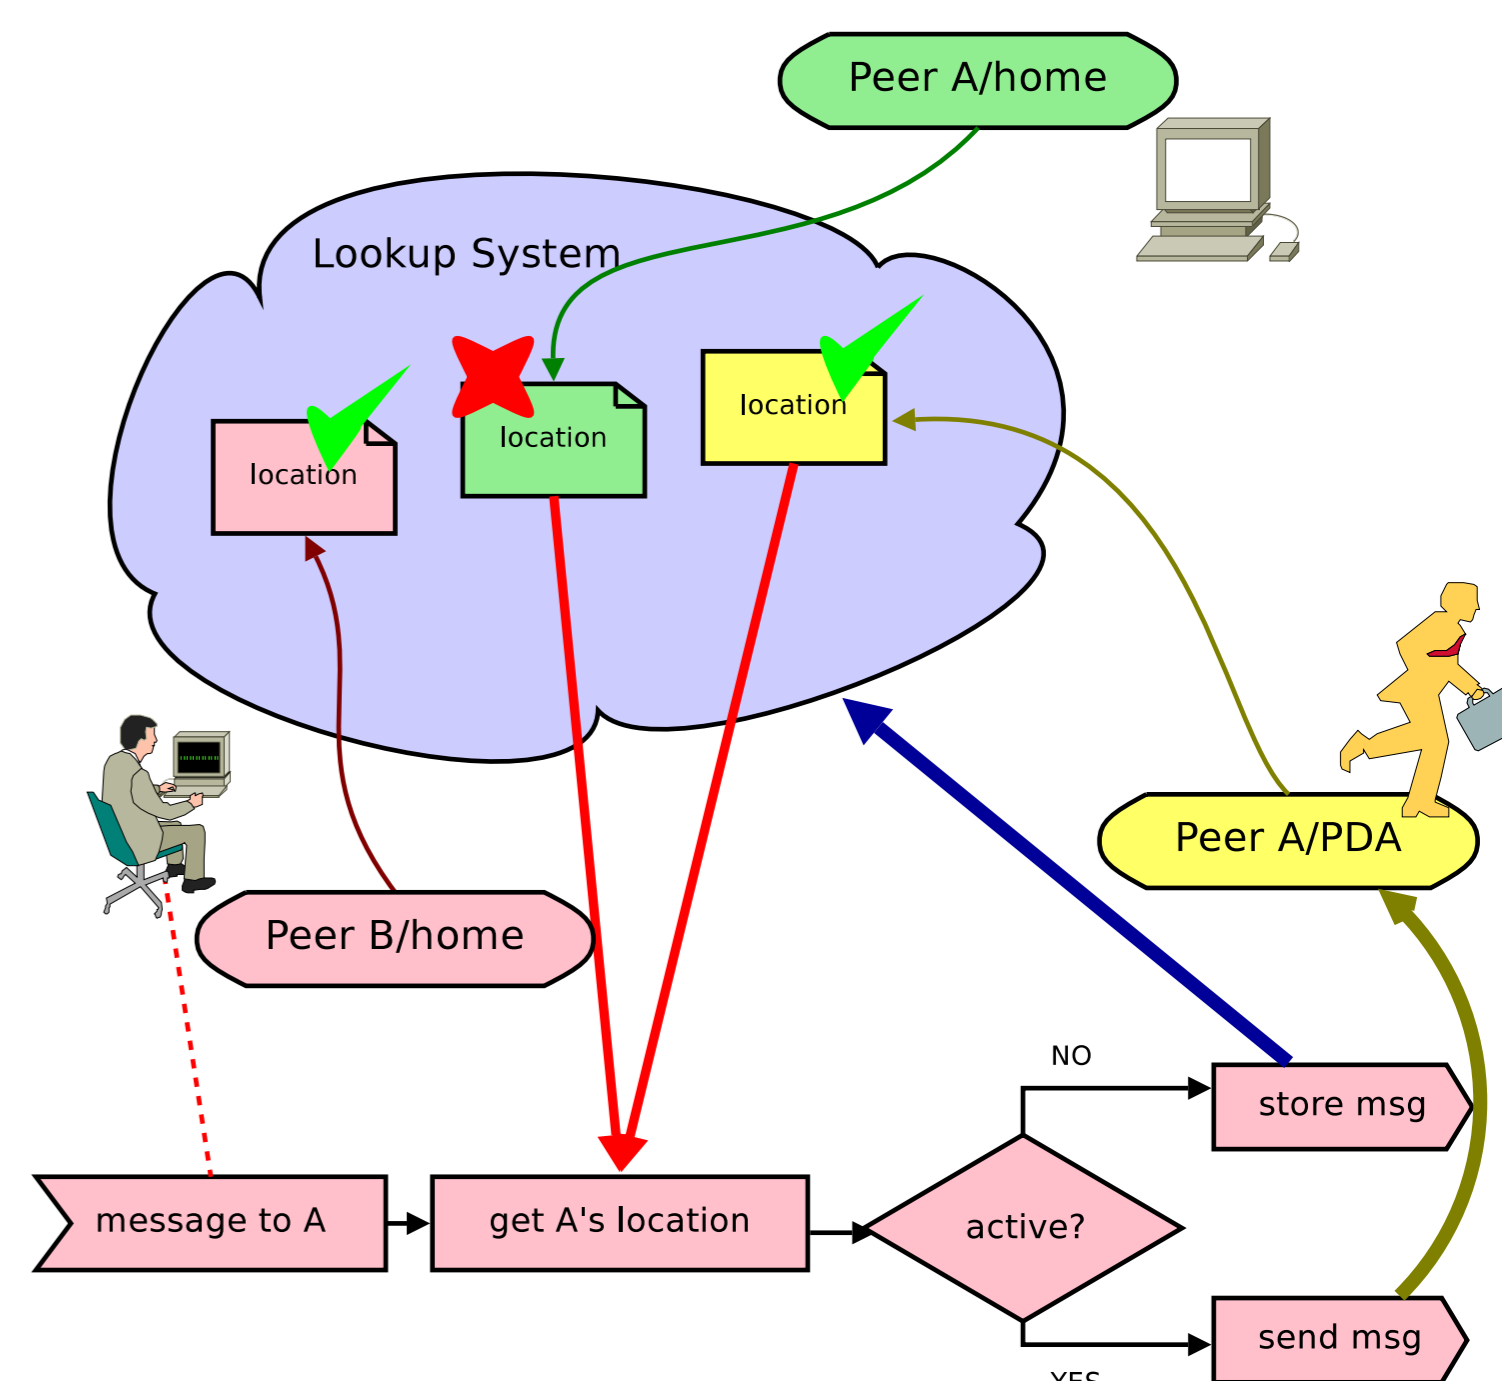 Peer A/home
Lookup System
location
location
location
Peer A/PDA
Peer B/home
NO
store msg
message to A
get A's location
active?
send msg
YES